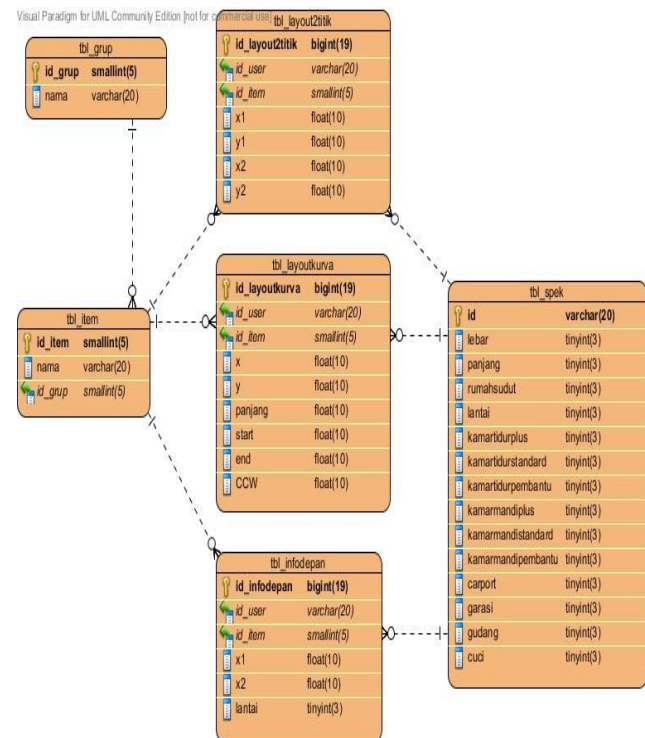 Visual Paradigm for UML Community Edition [not for commercial use]
tbl_grup
id_grup smallint(5)
nama varchar(20)
tbl_layout2titik
id_layout2titik bigint(19)
id_user varchar(20)
id_item smallint(5)
x1 float(10)
y1 float(10)
x2 float(10)
y2 float(10)
tbl_item
id_item smallint(5)
nama varchar(20)
id_grup smallint(5)
tbl_layoutkurva
id_layoutkurva bigint(19)
id_user varchar(20)
id_item smallint(5)
x float(10)
y float(10)
panjang float(10)
start float(10)
end float(10)
CCW float(10)
tbl_spek
id varchar(20)
lebar tinyint(3)
panjang tinyint(3)
rumahsudut tinyint(3)
lantai tinyint(3)
kamartidurplus tinyint(3)
kamartidurstandard tinyint(3)
kamartidurpembantu tinyint(3)
kamarmandiplus tinyint(3)
kamarmandistandard tinyint(3)
kamarmandipembantu tinyint(3)
carport tinyint(3)
garasi tinyint(3)
gudang tinyint(3)
cuci tinyint(3)
tbl_infodepan
id_infodepan bigint(19)
id_user varchar(20)
id_item smallint(5)
x1 float(10)
x2 float(10)
lantai tinyint(3)